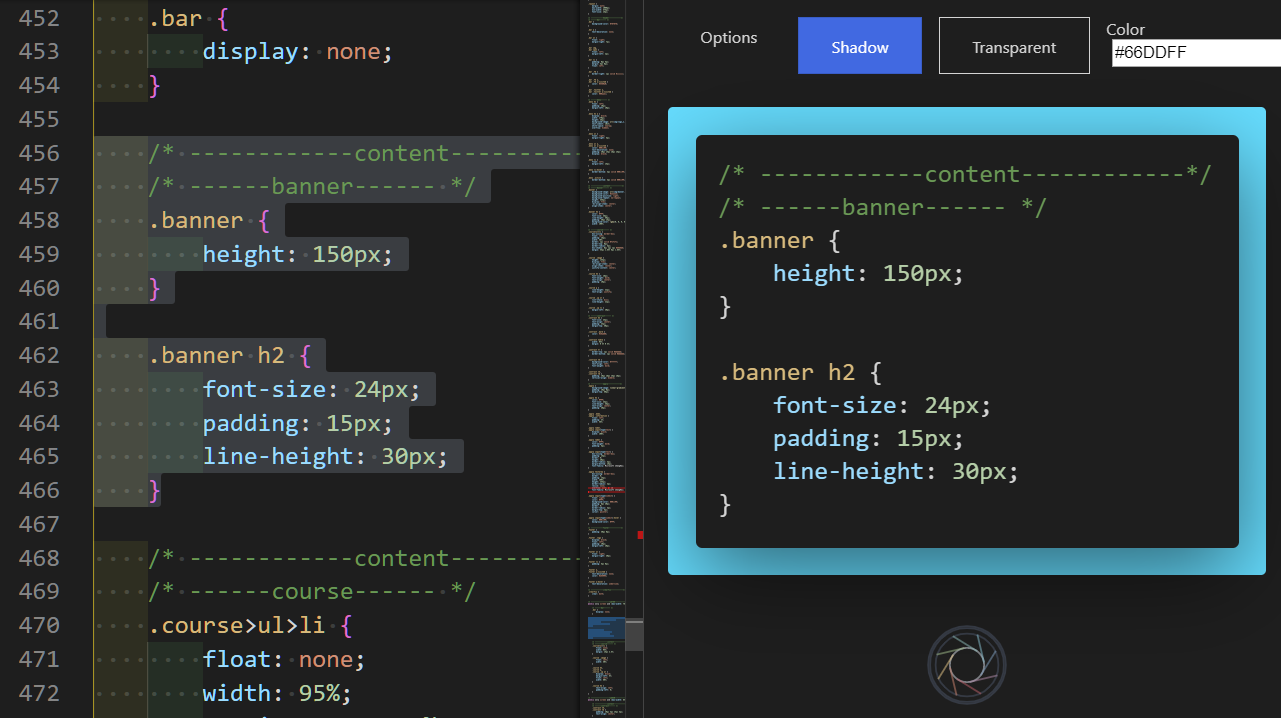 452 .bar {
453 display: none;
454 }
455
456 /* ------------content----------
457 /* ------banner------ */
458 .banner {
459 height: 150px;
460 }
461
462 .banner h2 {
463 font-size: 24px;
464 padding: 15px;
465 line-height: 30px;
466 }
467
468 /* ------------content----------
469 /* ------course------ */
470 .course>ul>li {
471 float: none;
472 width: 95%;
Options
Shadow
Transparent
Color
#66DDFF
/* ------------content------------*/
/* ------banner------ */
.banner {
height: 150px;
}
.banner h2 {
font-size: 24px;
padding: 15px;
line-height: 30px;
}